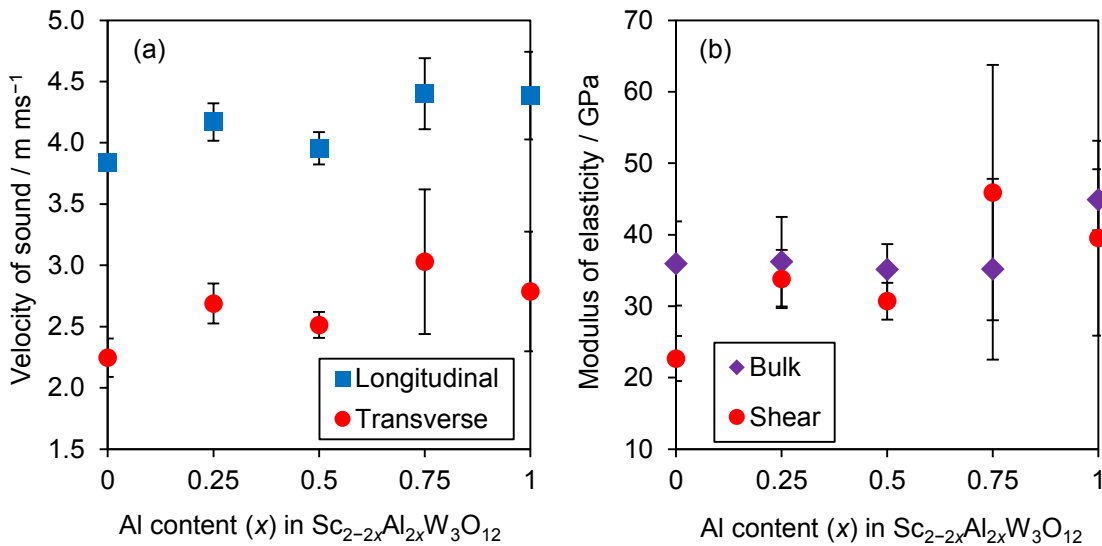 (a)
Velocity of sound / m ms⁻¹
5.0
4.5
4.0
3.5
3.0
2.5
2.0
1.5
Longitudinal
Transverse
0 0.25 0.5 0.75 1
Al content (x) in Sc₂₋₂ₓAl₂ₓW₃O₁₂
(b)
Modulus of elasticity / GPa
70
60
50
40
30
20
10
Bulk
Shear
0 0.25 0.5 0.75 1
Al content (x) in Sc₂₋₂ₓAl₂ₓW₃O₁₂